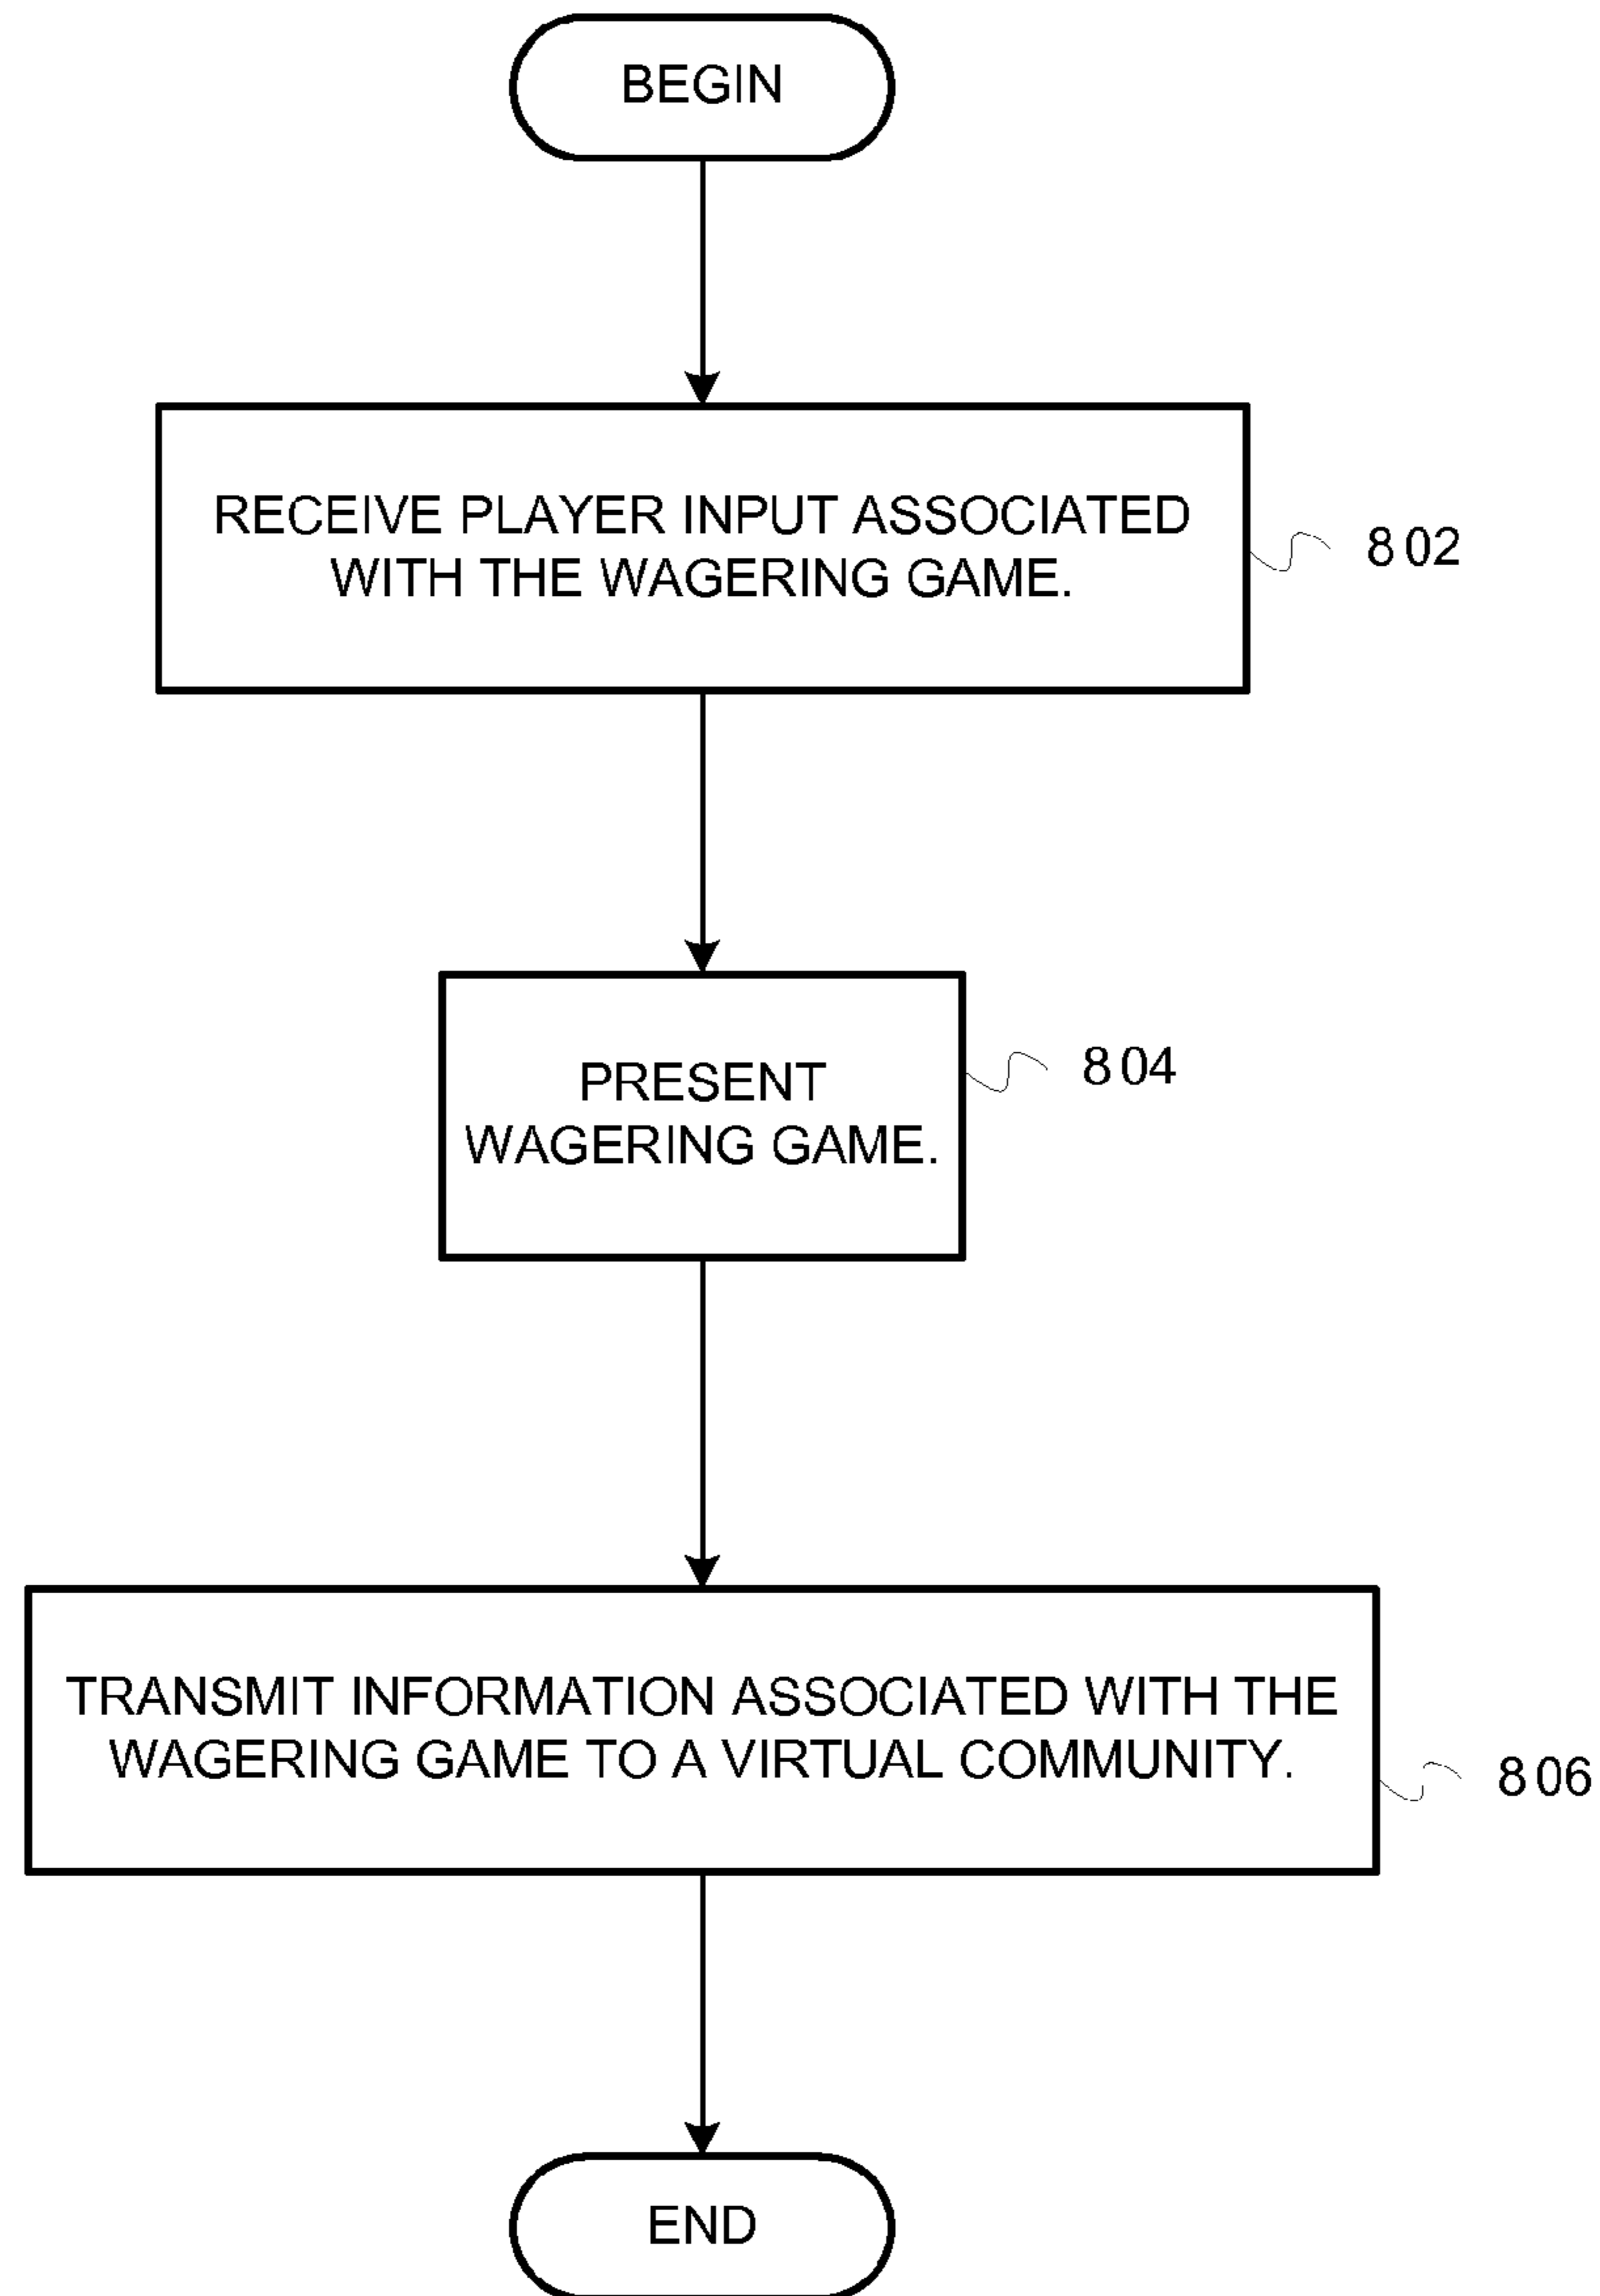 BEGIN
RECEIVE PLAYER INPUT ASSOCIATED
WITH THE WAGERING GAME.
802
PRESENT
WAGERING GAME.
804
TRANSMIT INFORMATION ASSOCIATED WITH THE
WAGERING GAME TO A VIRTUAL COMMUNITY.
806
END